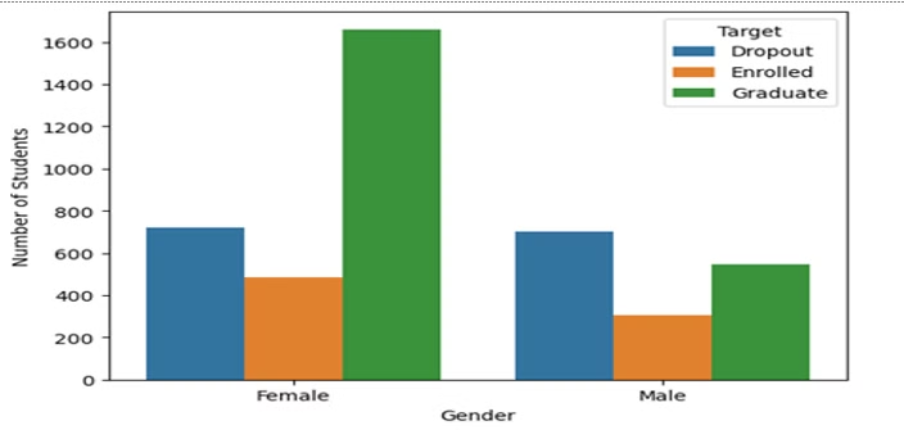 Target
Dropout
Enrolled
Graduate
Number of Students
1600
1400
1200
1000
800
600
400
200
0
Female
Male
Gender